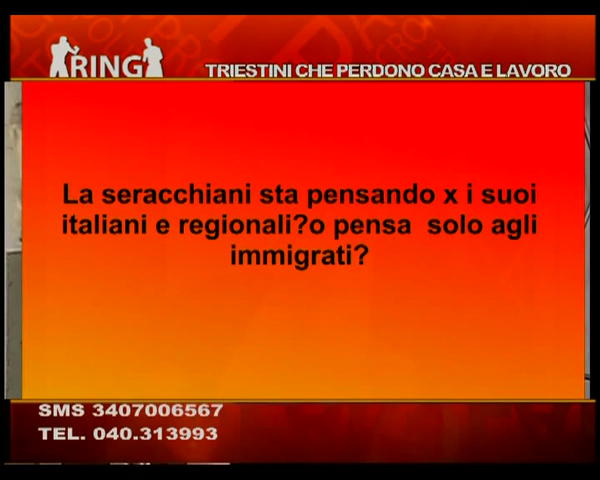 RING
TRIESTINI CHE PERDONO CASA E LAVORO
La seracchiani sta pensando x i suoi
italiani e regionali?o pensa  solo agli
immigrati?
SMS 3407006567
TEL. 040.313993